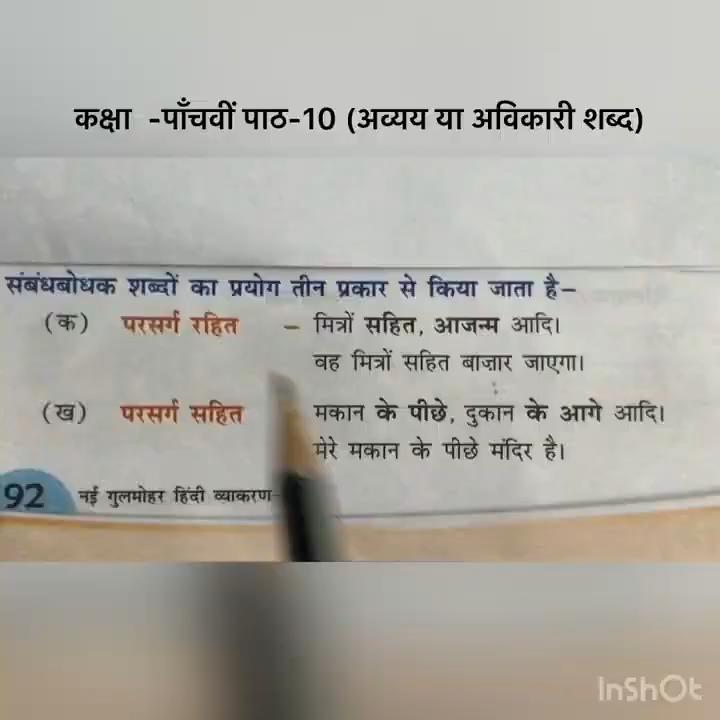 कक्षा -पाँचवीं पाठ-10 (अव्यय या अविकारी शब्द)
संबंधबोधक शब्दों का प्रयोग तीन प्रकार से किया जाता है–
(क) परसर्ग रहित – मित्रों सहित, आजन्म आदि।
वह मित्रों सहित बाज़ार जाएगा।
(ख) परसर्ग सहित मकान के पीछे, दुकान के आगे आदि।
मेरे मकान के पीछे मंदिर है।
92 नई गुलमोहर हिंदी व्याकरण-
InShOt